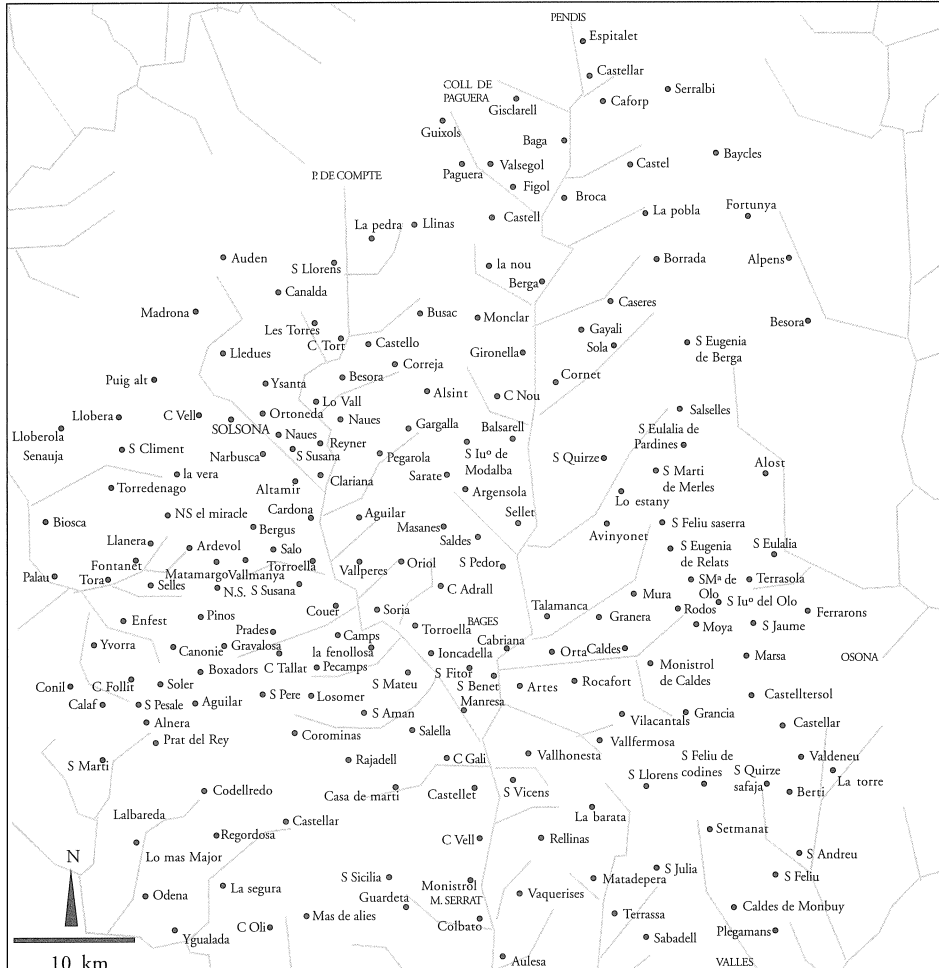 PENDIS
Espitalet
Castellar
Serralbi
COLL DE
PAGUERA
Gisclarell
Caforp
Guixols
Baga
Baycles
Paguera
Valsegol
Castel
P. DE COMPTE
Figol
Broca
La pobla
Fortunya
La pedra
Llinas
Castell
Auden
S Llorens
la nou
Borrada
Alpens
Berga
Canalda
Madrona
Caseres
Les Torres
Busac
Monclar
Besora
C Tort
Castello
Gayali
Sola
S Eugenia
de Berga
Lledues
Gironella
Correja
Puig alt
Ysanta
Besora
Cornet
Alsint
C Nou
Lo Vall
Llobera
C Vell
Ortoneda
Naues
Salselles
Lloberola
SOLSONA
Gargalla
Balsarell
S Eulalia de
Pardines
Senauja
S Climent
Naues
Reyner
Narbusca
S Susana
Pegarola
S Iuº de
Modalba
S Quirze
Alost
la vera
Clariana
Sarate
S Marti
de Merles
Torredenago
Altamir
Argensola
Lo estany
Cardona
Biosca
NS el miracle
Aguilar
Sellet
Bergus
Masanes
Avinyonet
S Feliu saserra
Llanera
Ardevol
Salo
Saldes
S Eugenia
de Relats
S Eulalia
Fontanet
Matamargo
Vallmanya
Torroella
Vallperes
Oriol
S Pedor
Palau
Tora
Selles
N.S.
S Susana
C Adrall
SMª de
Olo
Terrasola
Mura
Couer
Soria
Talamanca
Rodos
S Iuº del Olo
Enfest
Pinos
Granera
Ferrarons
Prades
Torroella
BAGES
Moya
S Jaume
Camps
Cabriana
Yvorra
Canonie
Gravalosa
la fenollosa
Ioncadella
Orta
Caldes
Marsa
OSONA
Boxadors
C Tallat
Pecamps
S Fitor
Monistrol
de Caldes
Conil
C Follit
Soler
S Mateu
S Benet
Artes
Rocafort
Calaf
S Pesale
Aguilar
S Pere
Losomer
Manresa
Castelltersol
Alnera
S Aman
Vilacantals
Grancia
Castellar
Prat del Rey
Corominas
Salella
Vallfermosa
S Marti
Rajadell
C Gali
Vallhonesta
S Feliu de
codines
Valdeneu
S Llorens
S Quirze
safaja
La torre
Codellredo
Casa de marti
Castellet
S Vicens
Berti
Lalbareda
Castellar
La barata
Regordosa
C Vell
Rellinas
Setmanat
N
Lo mas Major
S Andreu
S Sicilia
Monistrol
M. SERRAT
S Julia
S Feliu
La segura
Guardeta
Matadepera
Odena
Vaquerises
Caldes de Monbuy
Mas de alies
Terrassa
C Oli
Colbato
Ygualada
Sabadell
Plegamans
10 km
Aulesa
VALLES